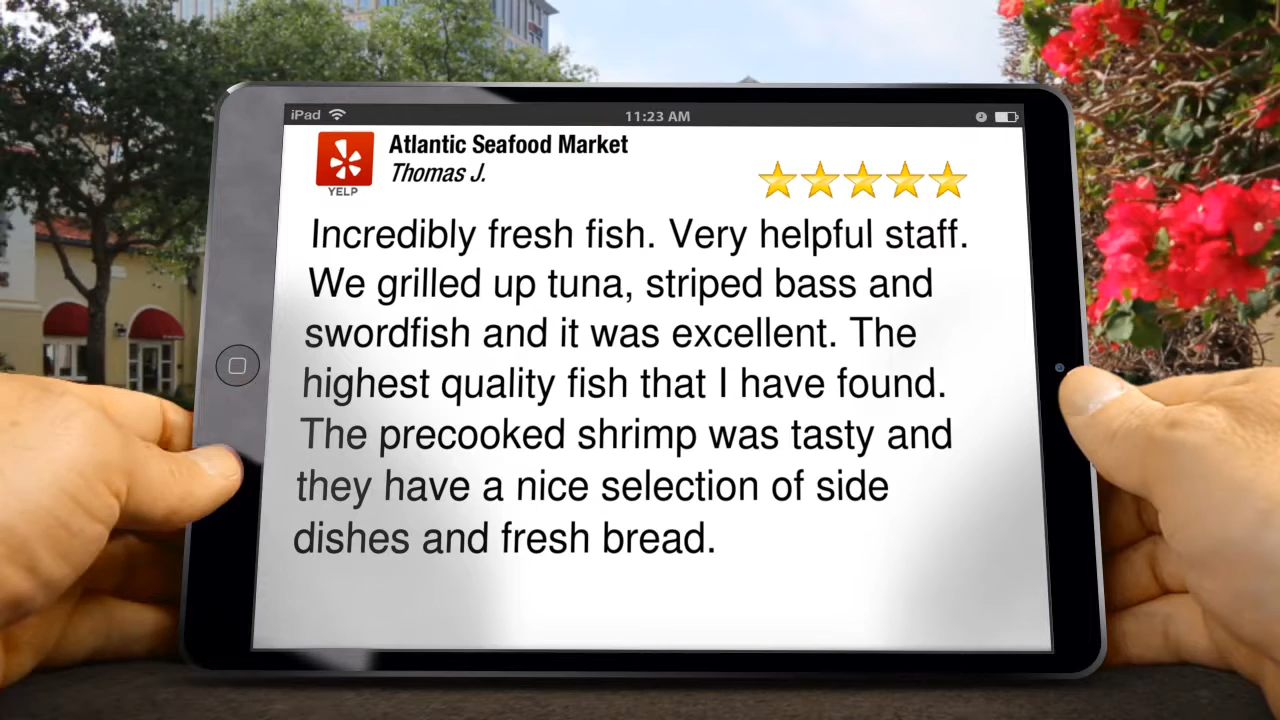 iPad 11:23 AM
Atlantic Seafood Market
Thomas J.
YELP
Incredibly fresh fish. Very helpful staff.
We grilled up tuna, striped bass and
swordfish and it was excellent. The
highest quality fish that I have found.
The precooked shrimp was tasty and
they have a nice selection of side
dishes and fresh bread.